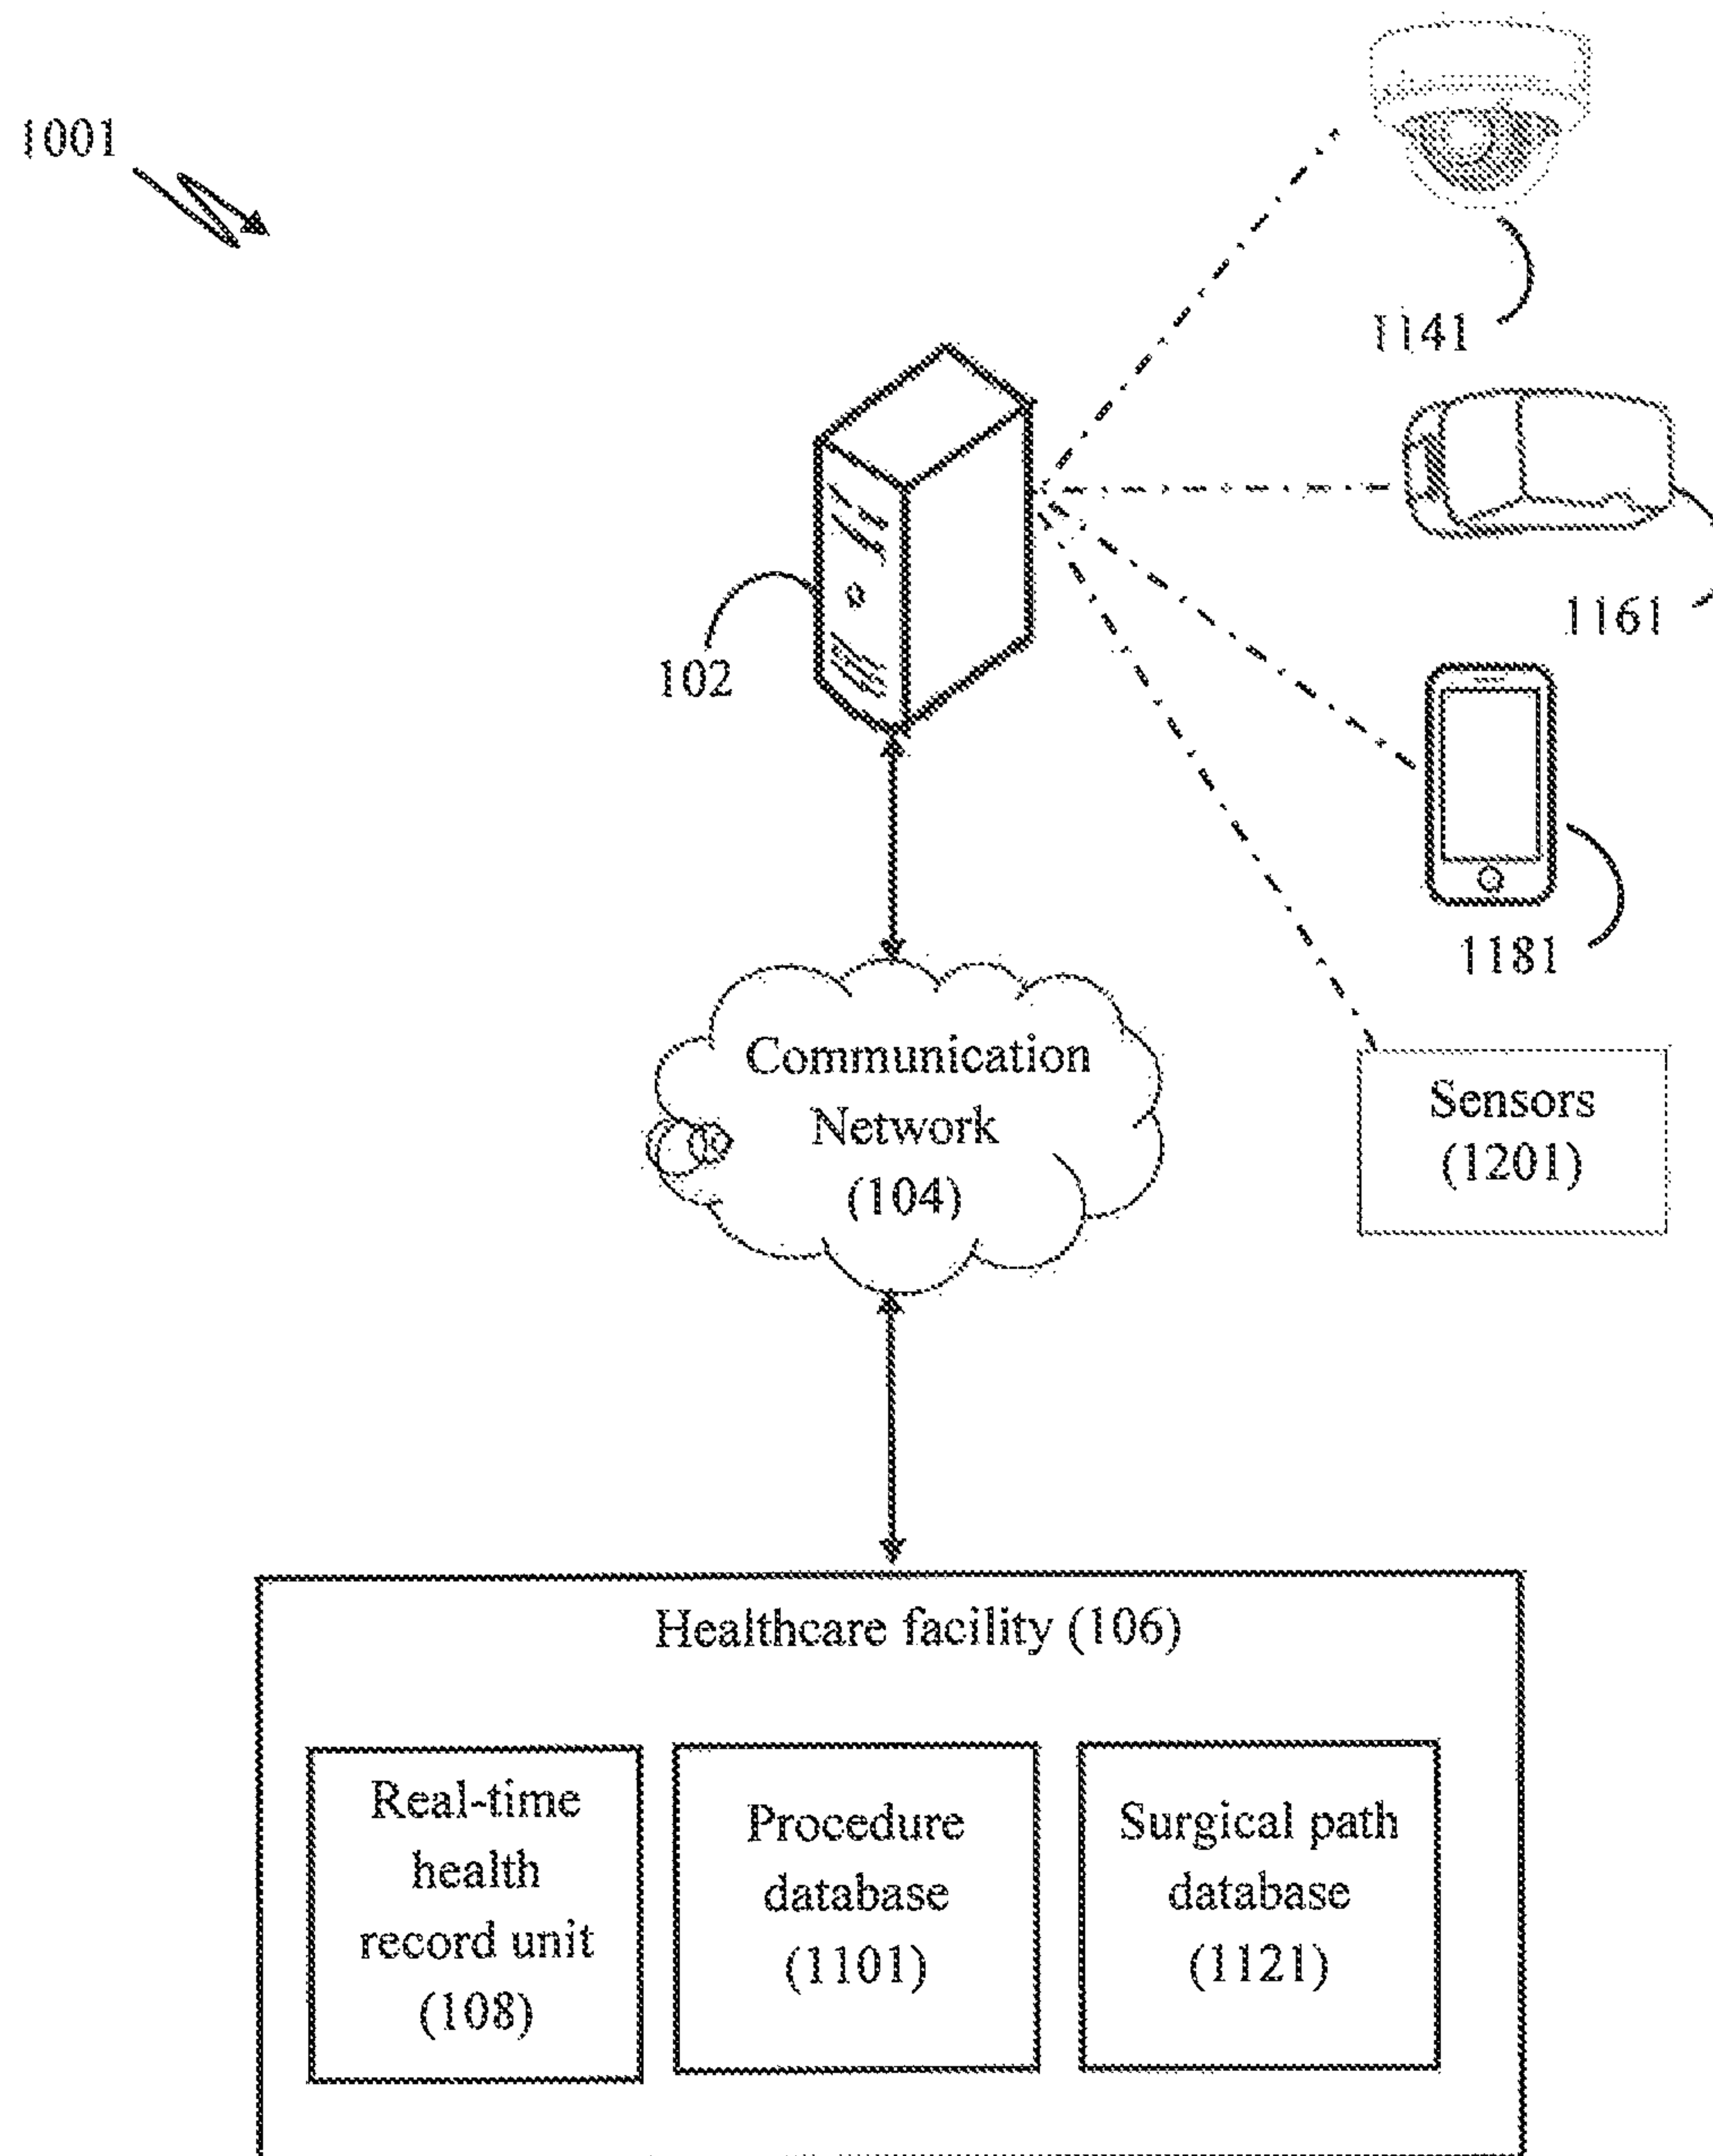 1001
1141
1161
102
1181
Communication
Network
(104)
Sensors
(1201)
Healthcare facility (106)
Real-time
health
record unit
(108)
Procedure
database
(1101)
Surgical path
database
(1121)